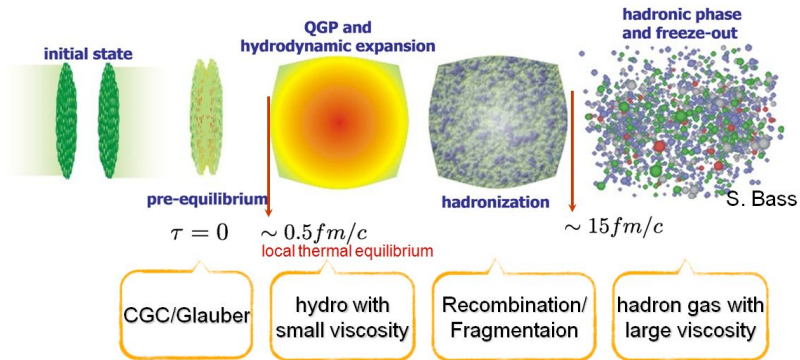 initial state
QGP and
hydrodynamic expansion
hadronic phase
and freeze-out
pre-equilibrium
hadronization
S. Bass
τ = 0
~ 0.5fm/c
~ 15fm/c
local thermal equilibrium
CGC/Glauber
hydro with
small viscosity
Recombination/
Fragmentaion
hadron gas with
large viscosity